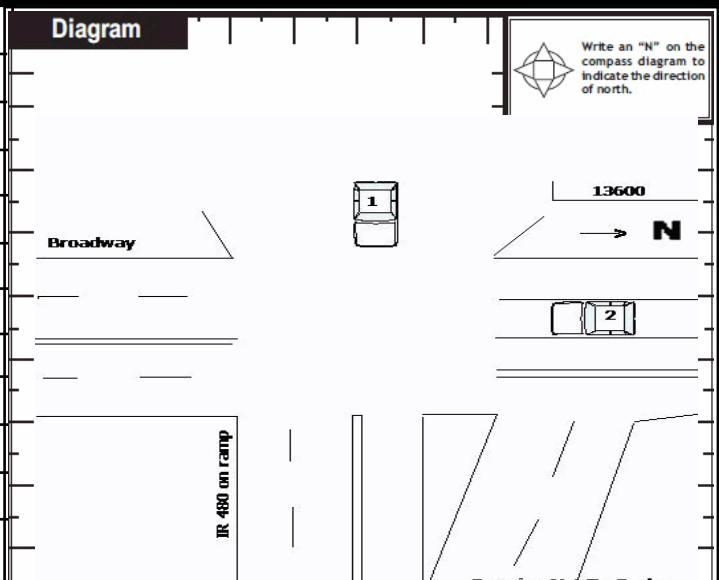 Diagram
Write an “N” on the
compass diagram to
indicate the direction
of north.
1
13600
N
Broadway
2
IR 480 on ramp